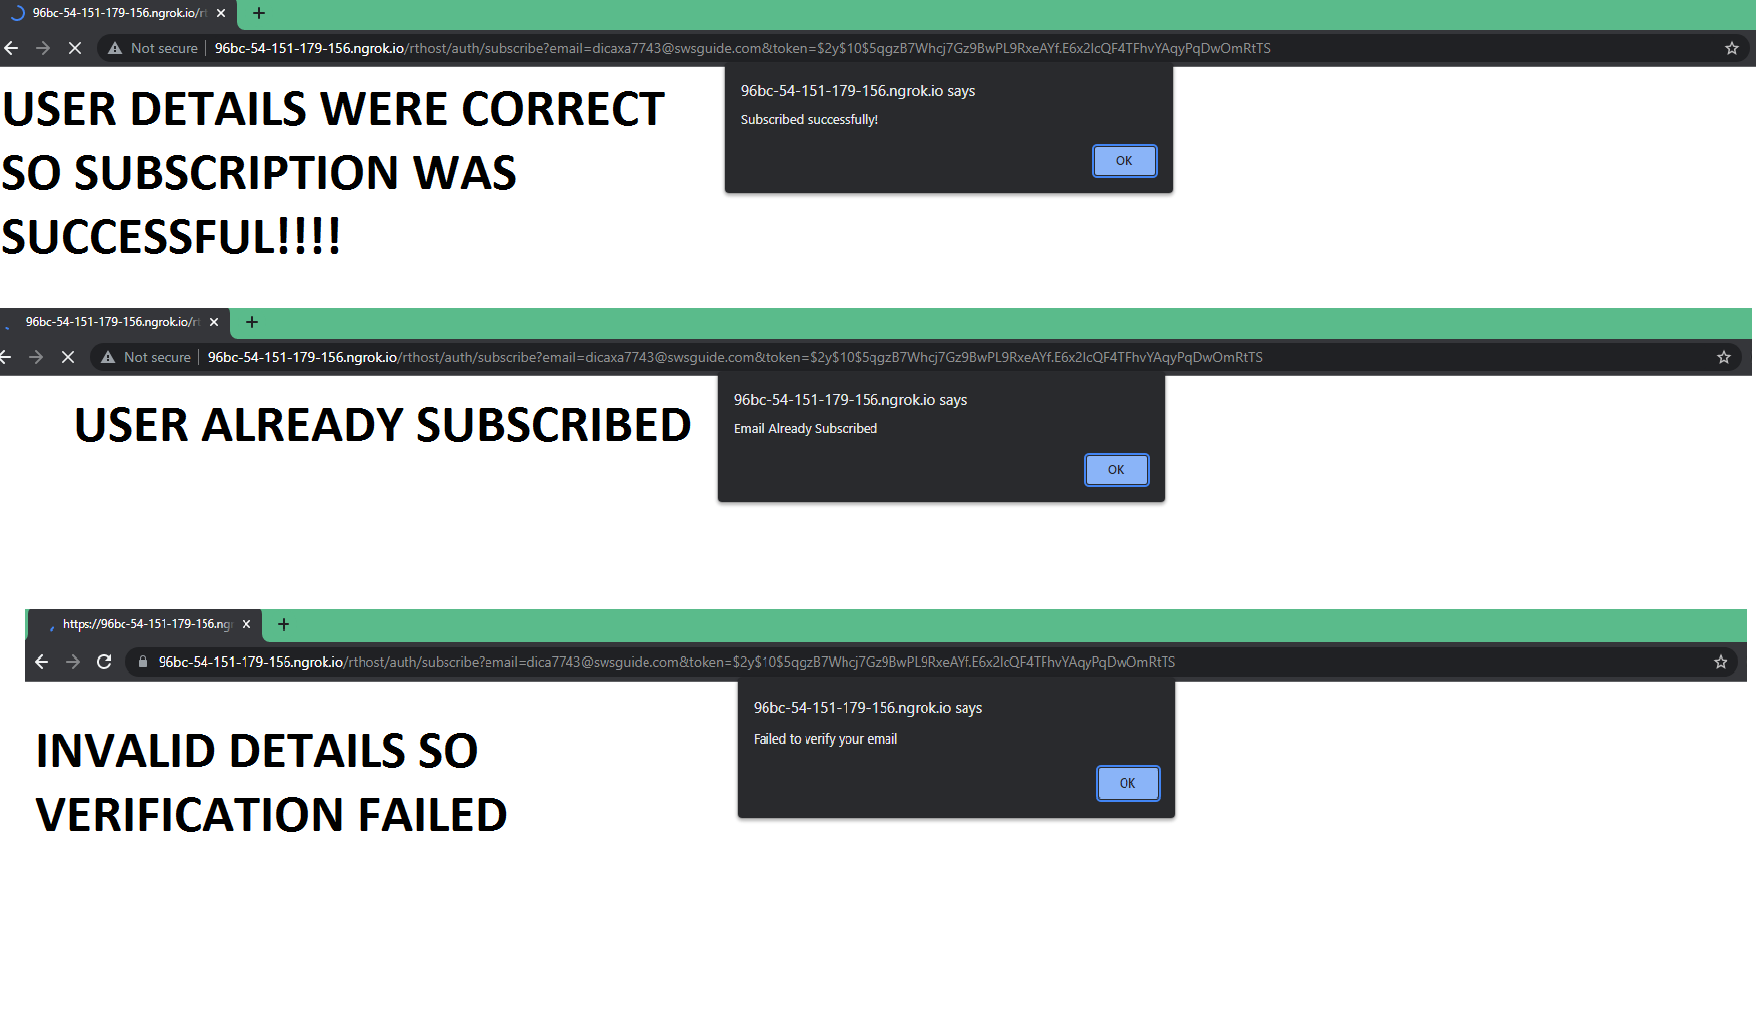 96bc-54-151-179-156.ngrok.io/rt
Not secure 96bc-54-151-179-156.ngrok.io/rthost/auth/subscribe?email=dicaxa7743@swsguide.com&token=$2y$10$5qgzB7Whcj7Gz9BwPL9RxeAYf.E6x2IcQF4TFhvYAqyPqDwOmRtTS
96bc-54-151-179-156.ngrok.io says
Subscribed successfully!
OK
USER DETAILS WERE CORRECT
SO SUBSCRIPTION WAS
SUCCESSFUL!!!!
96bc-54-151-179-156.ngrok.io/rt
Not secure 96bc-54-151-179-156.ngrok.io/rthost/auth/subscribe?email=dicaxa7743@swsguide.com&token=$2y$10$5qgzB7Whcj7Gz9BwPL9RxeAYf.E6x2IcQF4TFhvYAqyPqDwOmRtTS
96bc-54-151-179-156.ngrok.io says
Email Already Subscribed
OK
USER ALREADY SUBSCRIBED
https://96bc-54-151-179-156.ngr
96bc-54-151-179-156.ngrok.io/rthost/auth/subscribe?email=dica7743@swsguide.com&token=$2y$10$5qgzB7Whcj7Gz9BwPL9RxeAYf.E6x2IcQF4TFhvYAqyPqDwOmRtTS
96bc-54-151-179-156.ngrok.io says
Failed to verify your email
OK
INVALID DETAILS SO
VERIFICATION FAILED